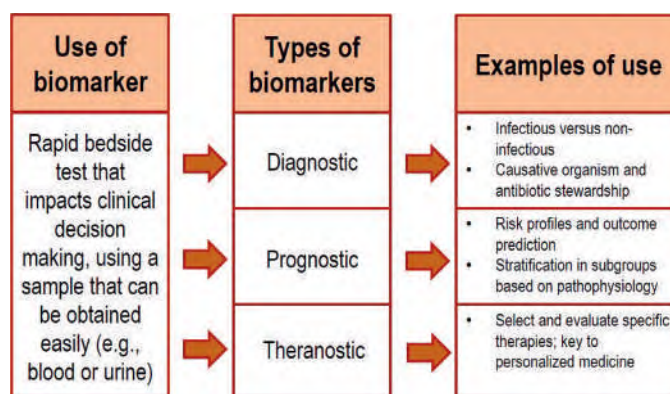 Use of
biomarker
Rapid bedside
test that
impacts clinical
decision
making, using a
sample that can
be obtained
easily (e.g.,
blood or urine)
Types of
biomarkers
Diagnostic
Prognostic
Theranostic
Examples of use
• Infectious versus non-
infectious
• Causative organism and
antibiotic stewardship
• Risk profiles and outcome
prediction
• Stratification in subgroups
based on pathophysiology
• Select and evaluate specific
therapies; key to
personalized medicine